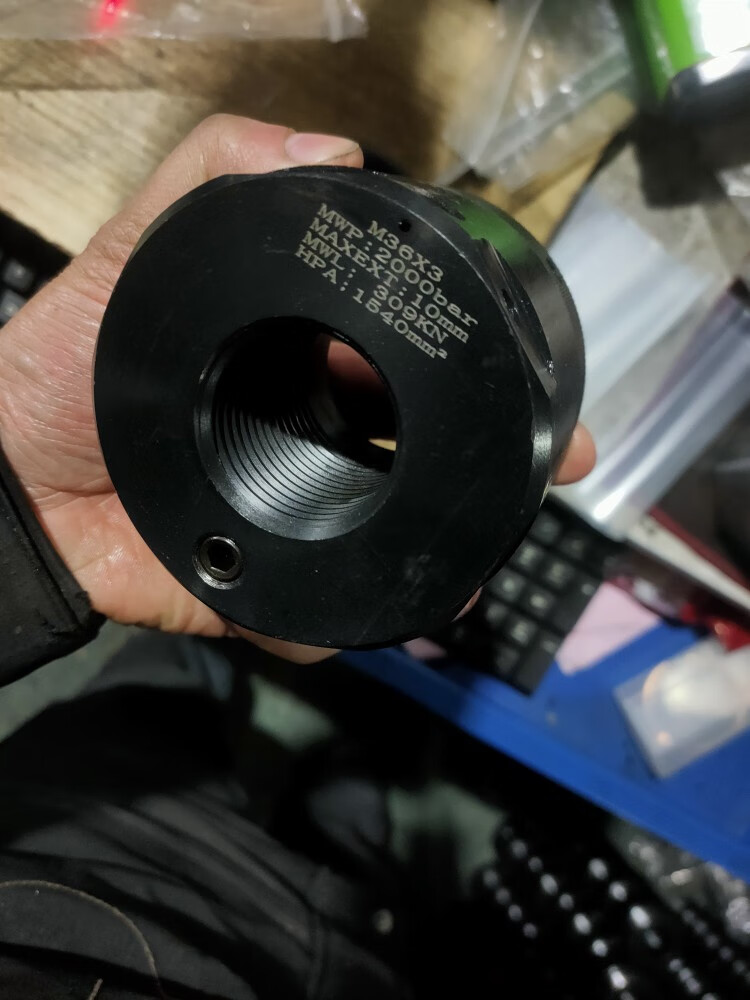 M36X3
MWP:2000bar
MAXEXT:10mm
MWL: 309KN
HPA:1540mm²